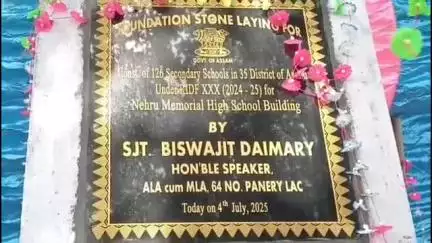 FOUNDATION STONE LAYING FOR
GOVT. OF ASSAM
Const. of 126 Secondary Schools in 35 District of
Under RIDF XXX (2024 - 25) for
Nehru Memorial High School Building
BY
SJT. BISWAJIT DAIMARY
HON'BLE SPEAKER,
ALA cum MLA, 64 NO. PANERY LAC
Today on 4th July, 2025